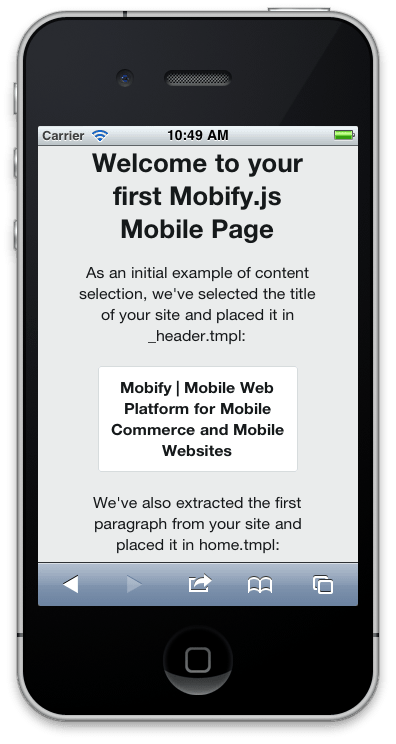 Carrier 10:49 AM
Welcome to your
first Mobify.js
Mobile Page
As an initial example of content
selection, we've selected the title
of your site and placed it in
_header.tmpl:
Mobify | Mobile Web
Platform for Mobile
Commerce and Mobile
Websites
We've also extracted the first
paragraph from your site and
placed it in home.tmpl: